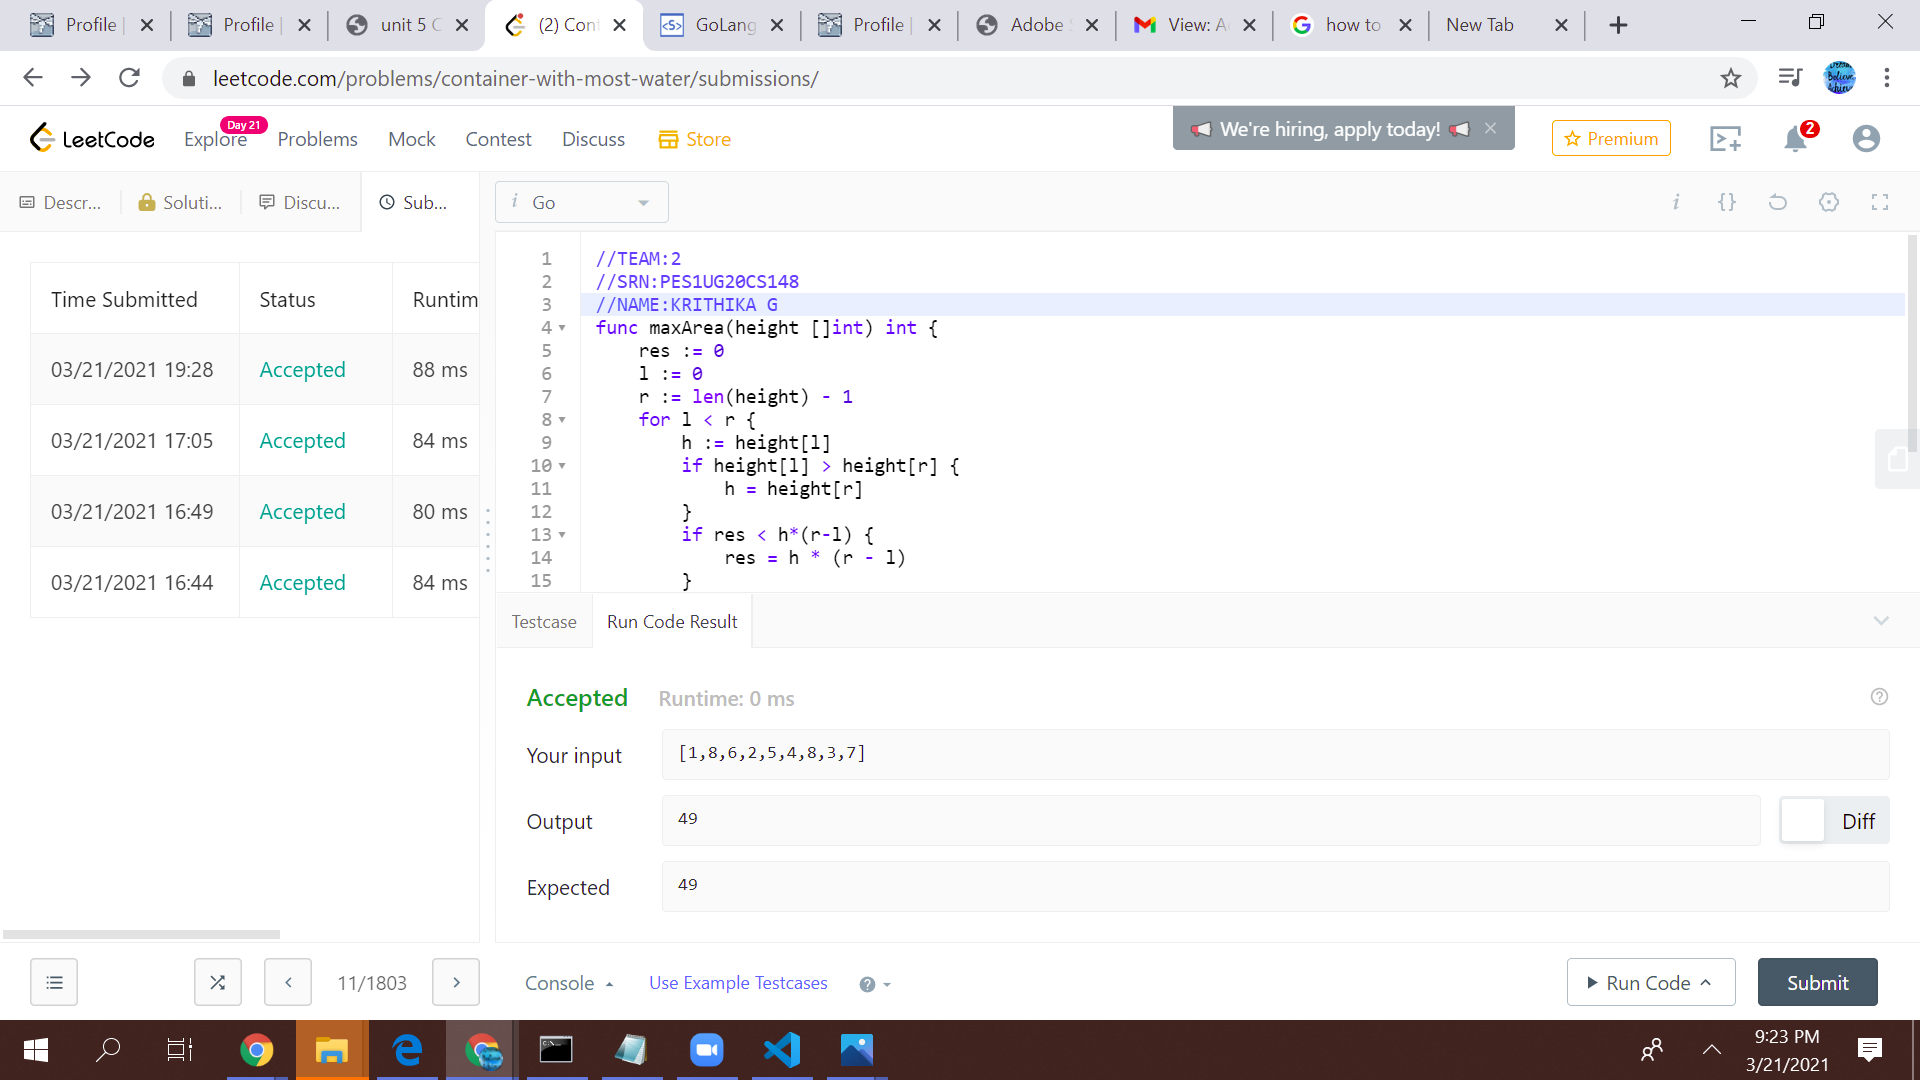 Profile
Profile
unit 5 C
(2) Cont
GoLang
Profile
Adobe S
View: A
how to
New Tab
leetcode.com/problems/container-with-most-water/submissions/
LeetCode
Explore
Day 21
Problems
Mock
Contest
Discuss
Store
We're hiring, apply today!
Premium
2
Descr...
Soluti...
Discu...
Sub...
i Go
i {}
Time Submitted Status Runtim
03/21/2021 19:28 Accepted 88 ms
03/21/2021 17:05 Accepted 84 ms
03/21/2021 16:49 Accepted 80 ms
03/21/2021 16:44 Accepted 84 ms
1 //TEAM:2
2 //SRN:PES1UG20CS148
3 //NAME:KRITHIKA G
4 func maxArea(height []int) int {
5 res := 0
6 l := 0
7 r := len(height) - 1
8 for l < r {
9 h := height[l]
10 if height[l] > height[r] {
11 h = height[r]
12 }
13 if res < h*(r-l) {
14 res = h * (r - l)
15 }
Testcase
Run Code Result
Accepted Runtime: 0 ms
Your input [1,8,6,2,5,4,8,3,7]
Output 49
Diff
Expected 49
11/1803
Console
Use Example Testcases
Run Code
Submit
9:23 PM
3/21/2021